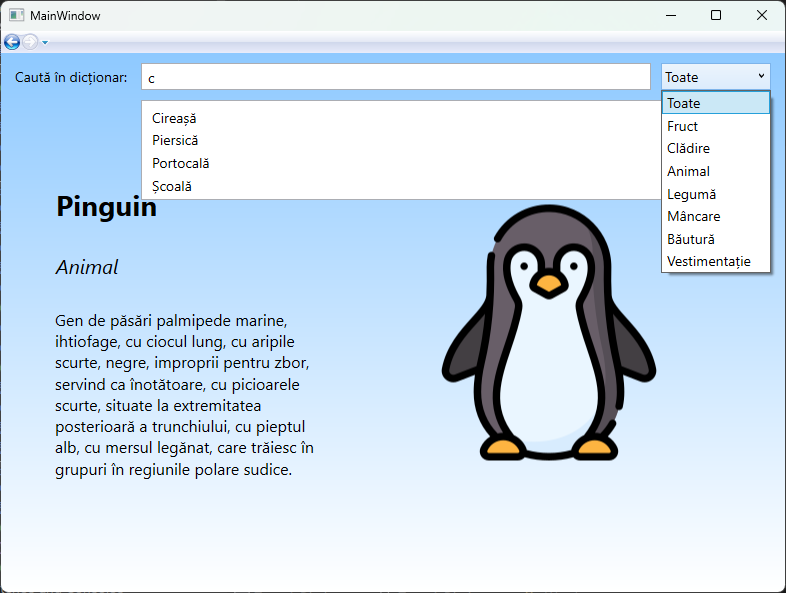 MainWindow
Caută în dicționar:
c
Toate
Cireașă
Piersică
Portocală
Școală
Toate
Fruct
Clădire
Animal
Legumă
Mâncare
Băutură
Vestimentație
Pinguin
Animal
Gen de păsări palmipede marine,
ihtiofage, cu ciocul lung, cu aripile
scurte, negre, improprii pentru zbor,
servind ca înotătoare, cu picioarele
scurte, situate la extremitatea
posterioară a trunchiului, cu pieptul
alb, cu mersul legănat, care trăiesc în
grupuri în regiunile polare sudice.